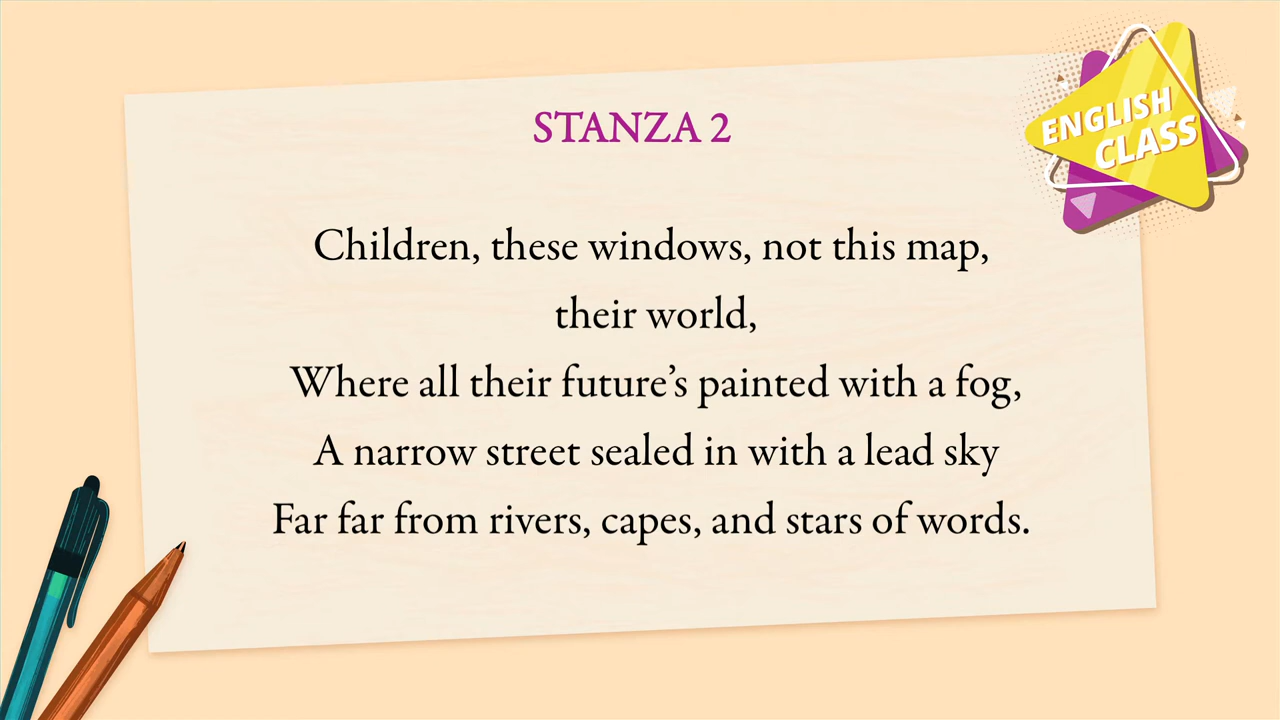 ENGLISH
CLASS
STANZA 2
Children, these windows, not this map,
their world,
Where all their future’s painted with a fog,
A narrow street sealed in with a lead sky
Far far from rivers, capes, and stars of words.